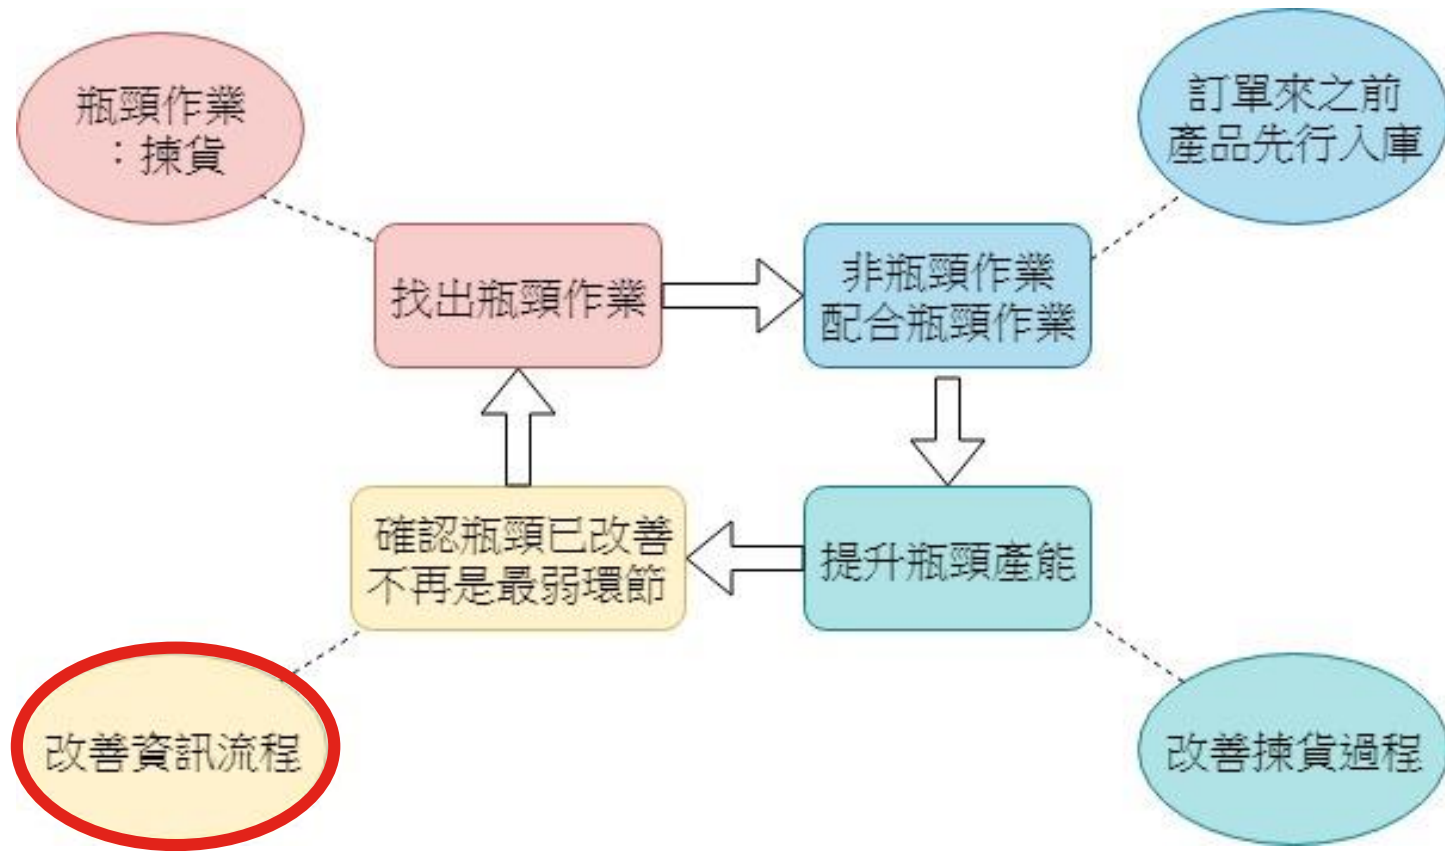 瓶頸作業
：揀貨
訂單來之前
產品先行入庫
找出瓶頸作業
非瓶頸作業
配合瓶頸作業
確認瓶頸已改善
不再是最弱環節
提升瓶頸產能
改善資訊流程
改善揀貨過程